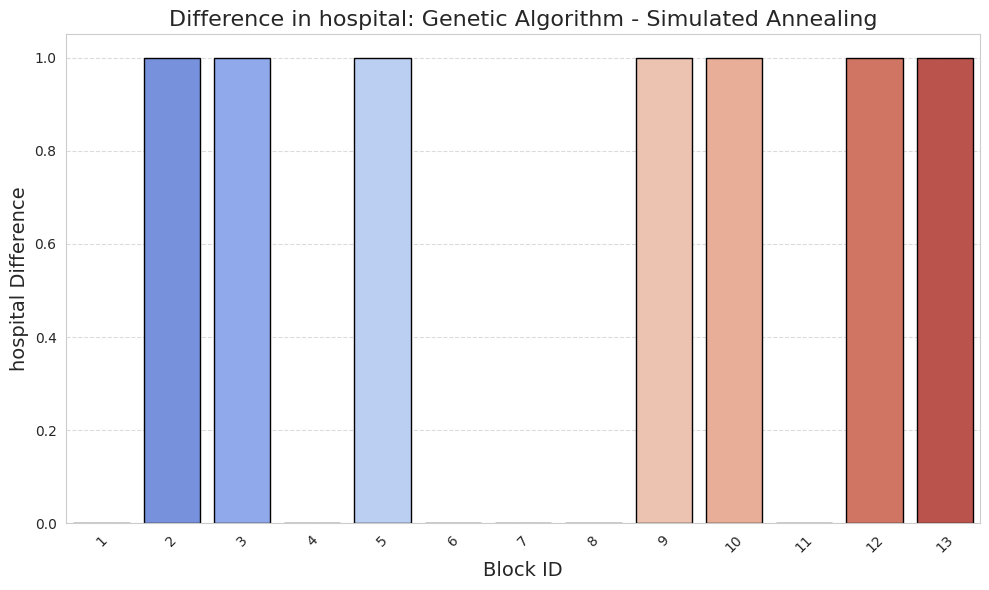 Difference in hospital: Genetic Algorithm - Simulated Annealing
hospital Difference
1.0
0.8
0.6
0.4
0.2
0.0
1 2 3 4 5 6 7 8 9 10 11 12 13
Block ID